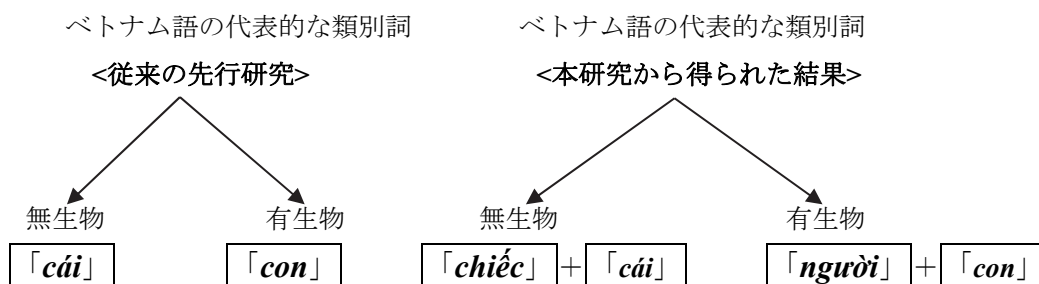 ベトナム語の代表的な類別詞 ベトナム語の代表的な類別詞
<従来の先行研究> <本研究から得られた結果>
無生物 有生物 無生物 有生物
「cái」 「con」 「chiếc」+「cái」 「người」+「con」